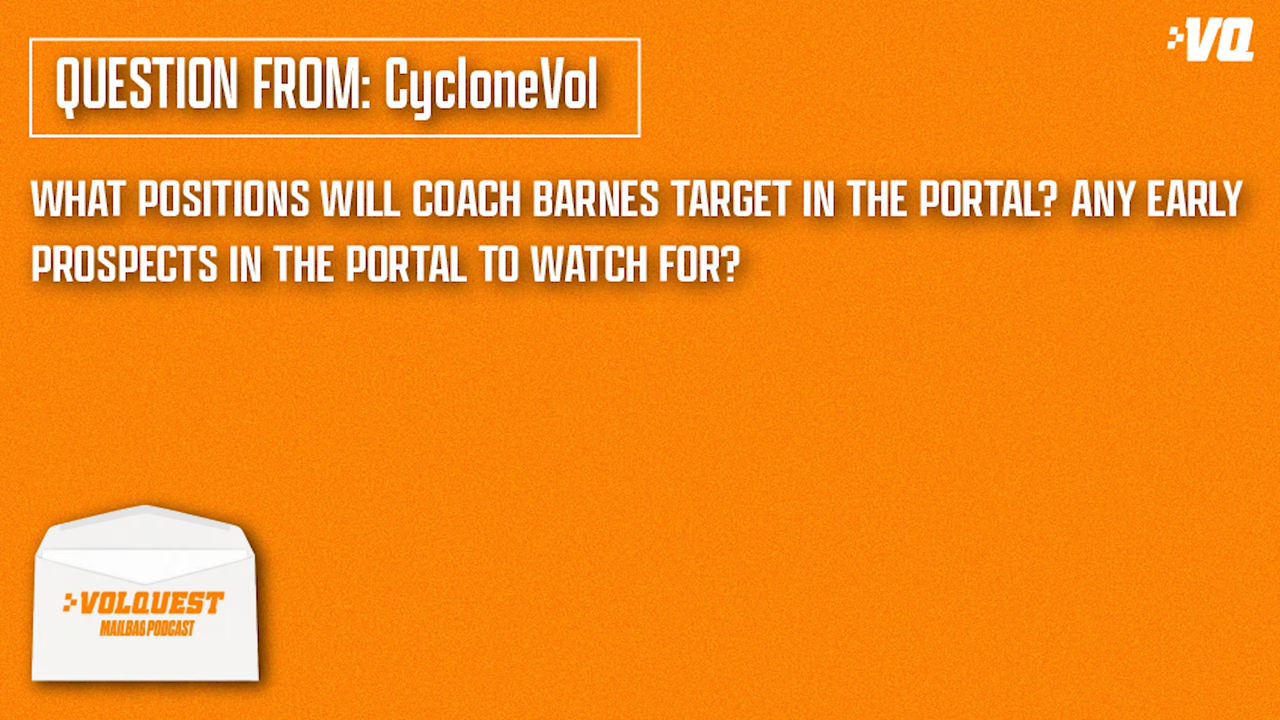 VQ
QUESTION FROM: CycloneVol
WHAT POSITIONS WILL COACH BARNES TARGET IN THE PORTAL? ANY EARLY
PROSPECTS IN THE PORTAL TO WATCH FOR?
VOLQUEST
MAILBAG PODCAST